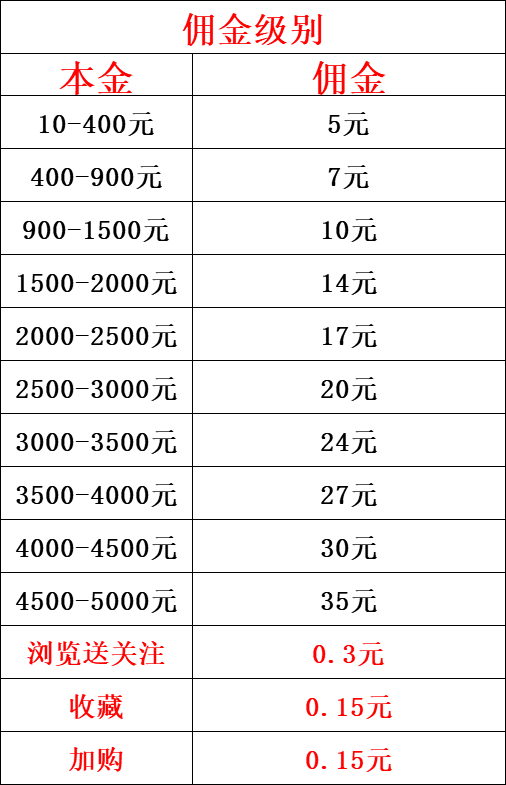 佣金级别
本金 佣金
10-400元 5元
400-900元 7元
900-1500元 10元
1500-2000元 14元
2000-2500元 17元
2500-3000元 20元
3000-3500元 24元
3500-4000元 27元
4000-4500元 30元
4500-5000元 35元
浏览送关注 0.3元
收藏 0.15元
加购 0.15元